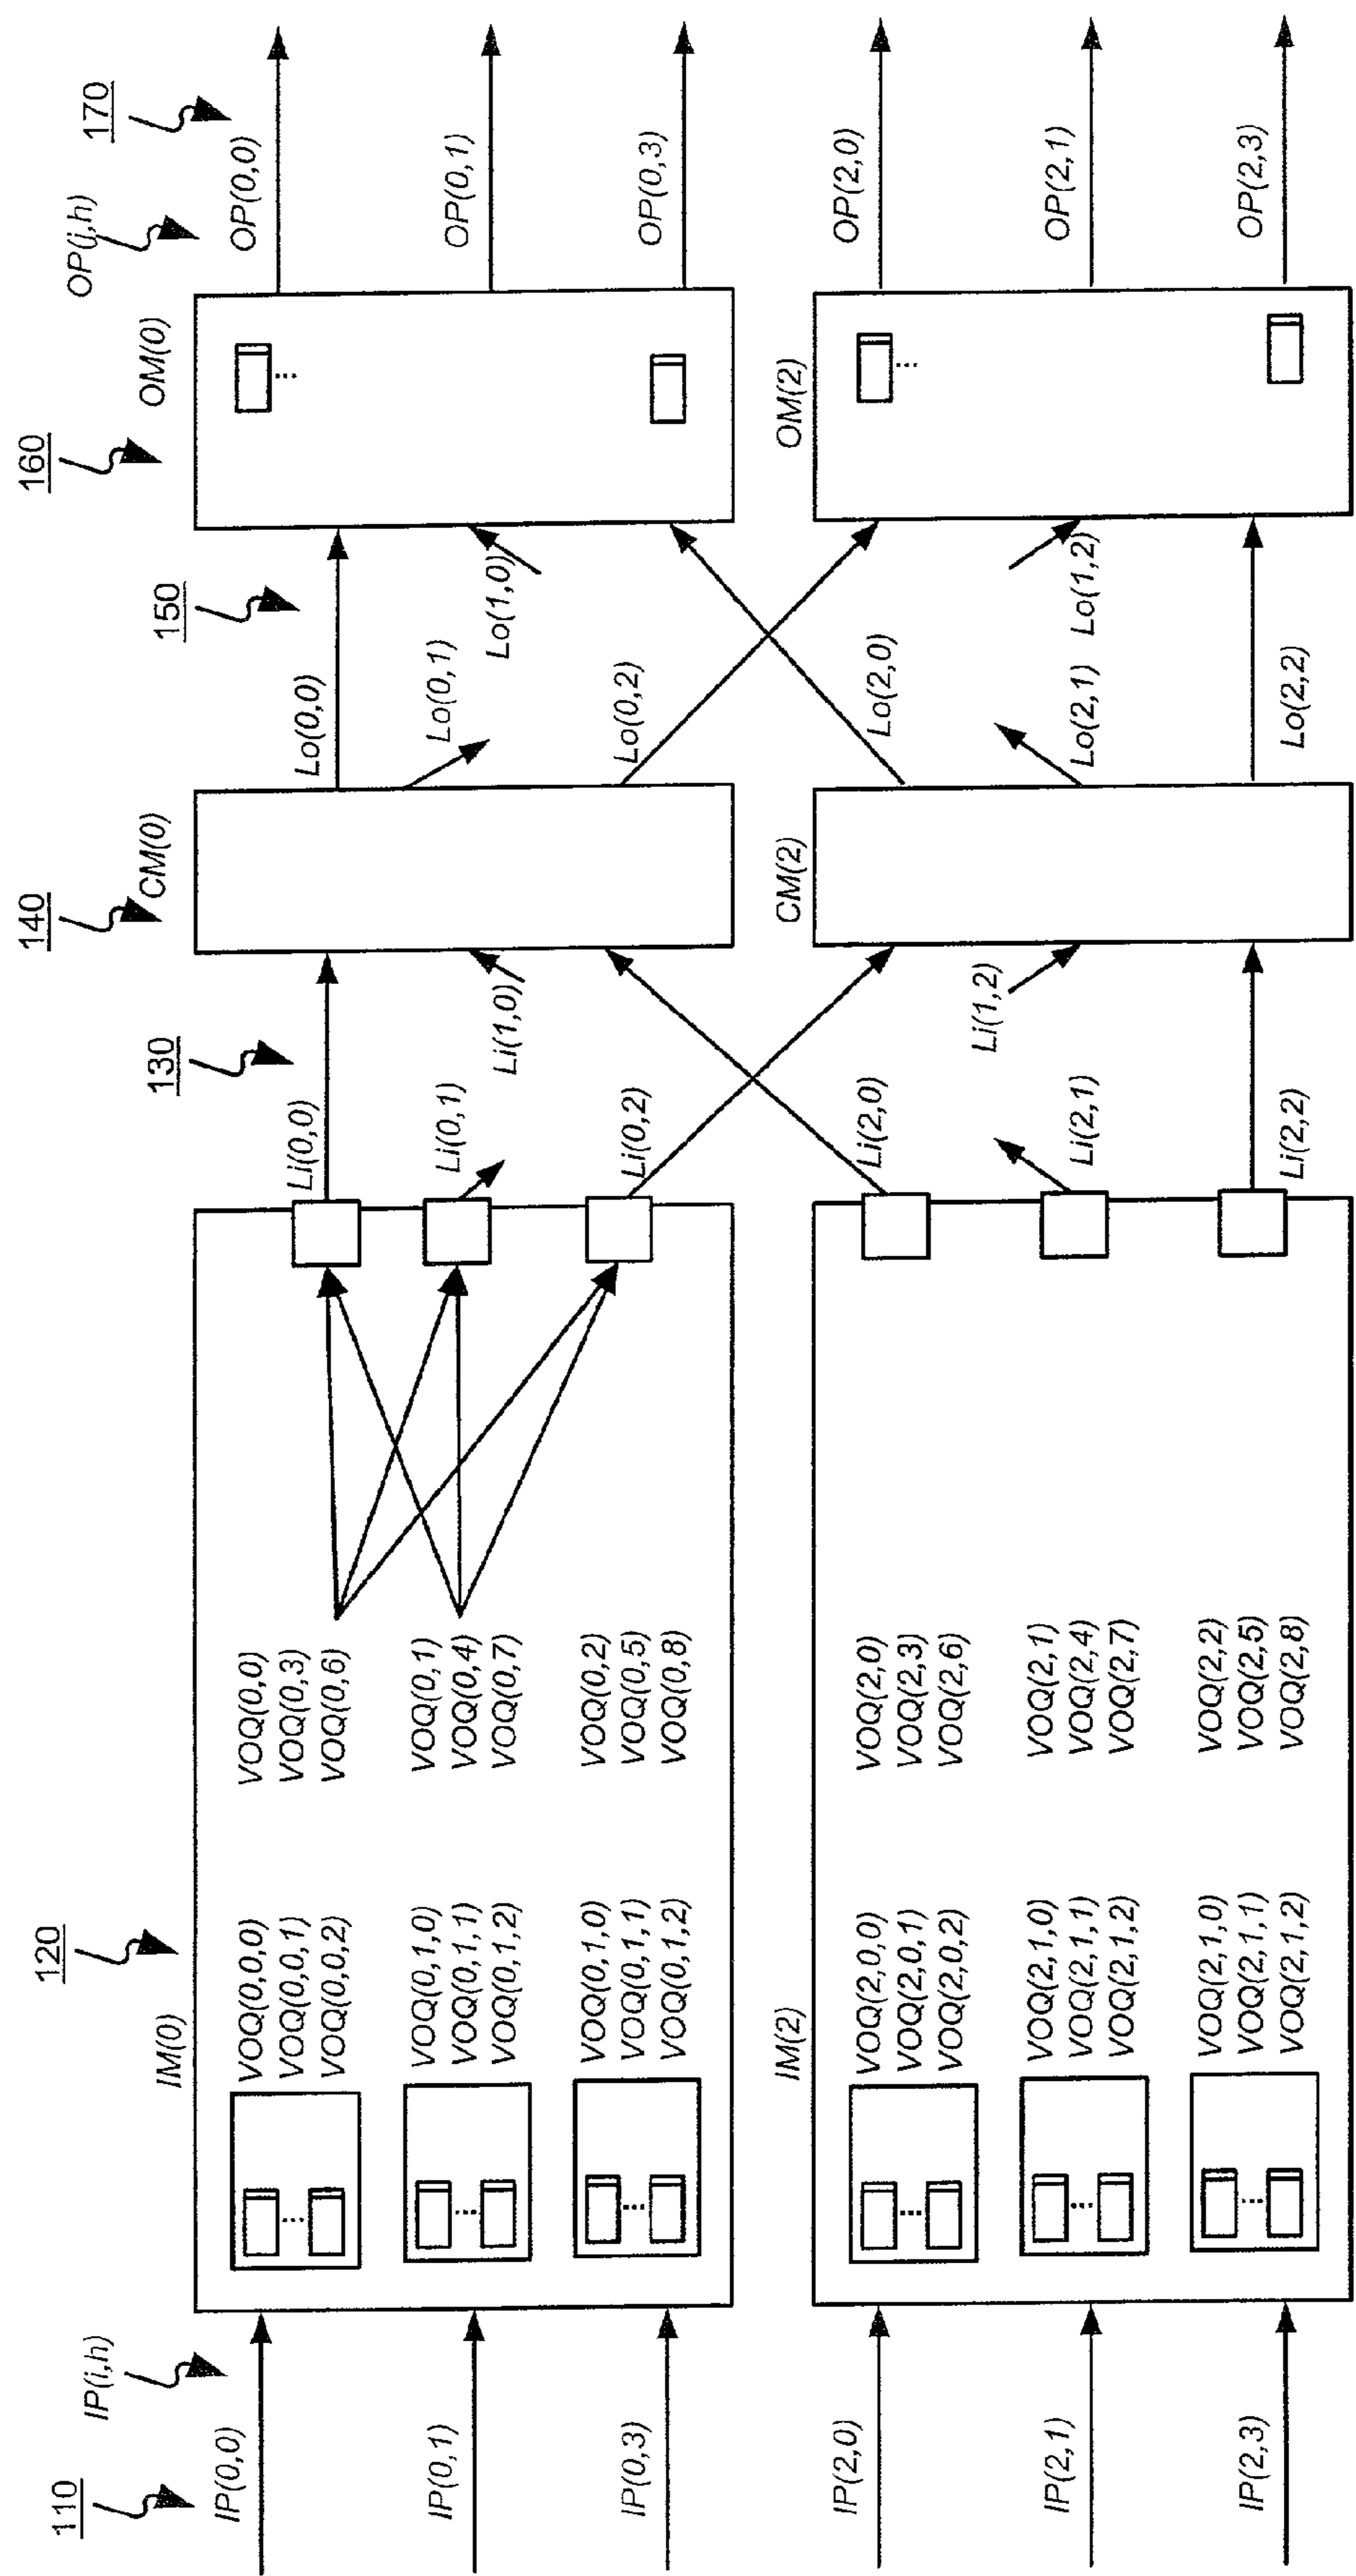 110
IP(i,h)
IP(0,0)
IP(0,1)
IP(0,3)
IP(2,0)
IP(2,1)
IP(2,3)
120
IM(0)
VOQ(0,0,0)
VOQ(0,0,1)
VOQ(0,0,2)
VOQ(0,1,0)
VOQ(0,1,1)
VOQ(0,1,2)
VOQ(0,1,0)
VOQ(0,1,1)
VOQ(0,1,2)
VOQ(0,0)
VOQ(0,3)
VOQ(0,6)
VOQ(0,1)
VOQ(0,4)
VOQ(0,7)
VOQ(0,2)
VOQ(0,5)
VOQ(0,8)
IM(2)
VOQ(2,0,0)
VOQ(2,0,1)
VOQ(2,0,2)
VOQ(2,1,0)
VOQ(2,1,1)
VOQ(2,1,2)
VOQ(2,1,0)
VOQ(2,1,1)
VOQ(2,1,2)
VOQ(2,0)
VOQ(2,3)
VOQ(2,6)
VOQ(2,1)
VOQ(2,4)
VOQ(2,7)
VOQ(2,2)
VOQ(2,5)
VOQ(2,8)
130
Li(0,0)
Li(0,1)
Li(0,2)
Li(2,0)
Li(2,1)
Li(2,2)
Li(1,0)
Li(1,2)
140
CM(0)
CM(2)
150
Lo(0,0)
Lo(0,1)
Lo(0,2)
Lo(2,0)
Lo(2,1)
Lo(2,2)
Lo(1,0)
Lo(1,2)
160
OM(0)
OM(2)
OP(j,h)
170
OP(0,0)
OP(0,1)
OP(0,3)
OP(2,0)
OP(2,1)
OP(2,3)